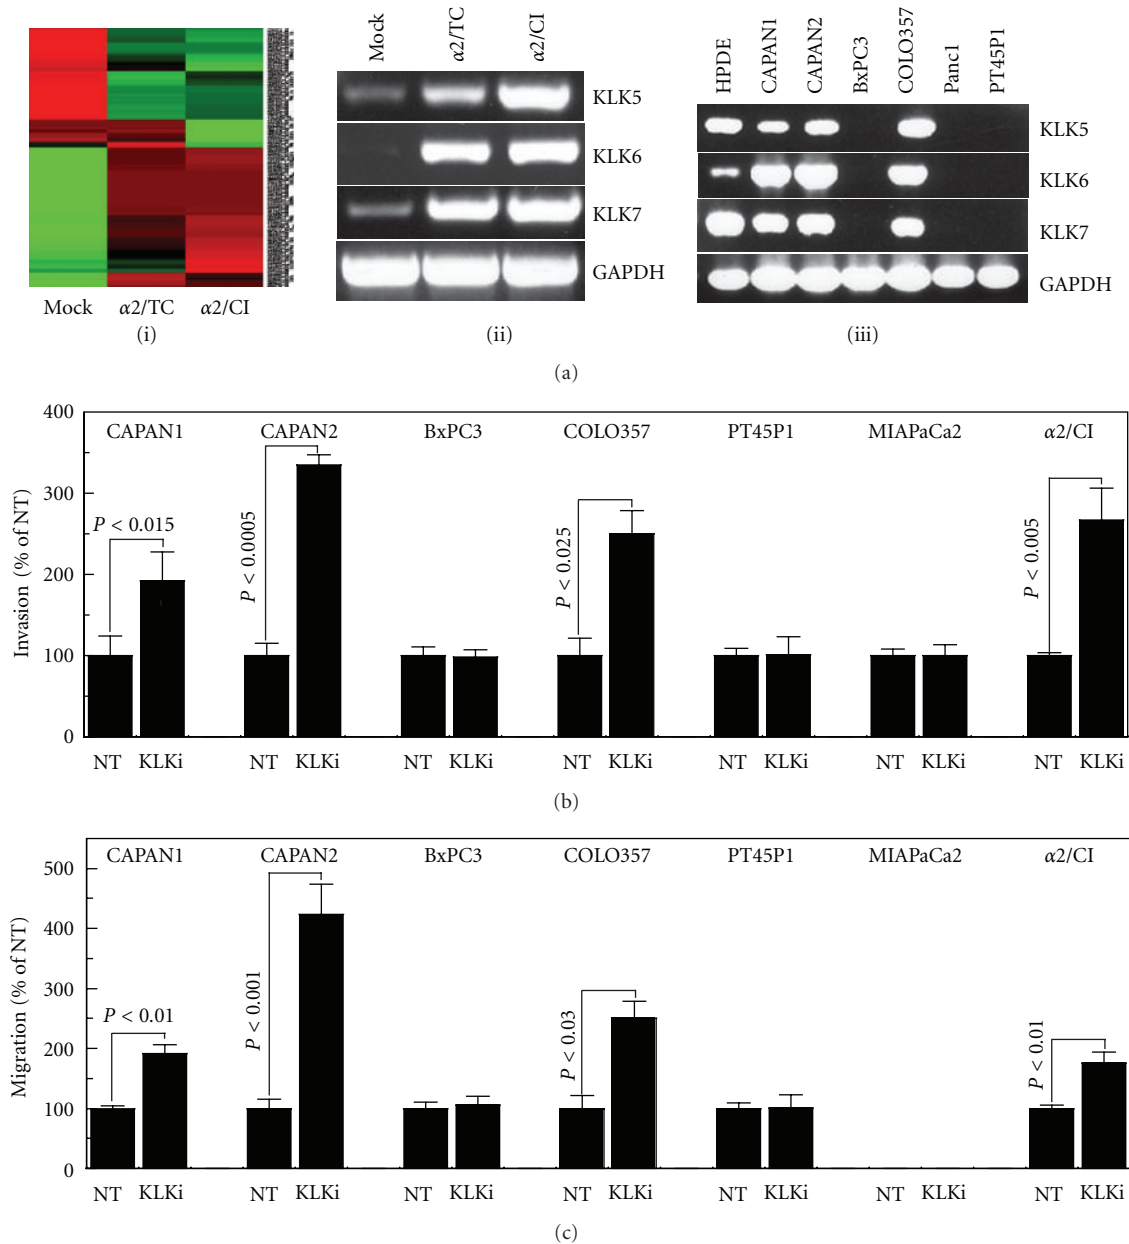 Mock
α2/TC
α2/CI
(i)
Mock
α2/TC
α2/CI
KLK5
KLK6
KLK7
GAPDH
(ii)
HPDE
CAPAN1
CAPAN2
BxPC3
COLO357
Panc1
PT45P1
KLK5
KLK6
KLK7
GAPDH
(iii)
(a)
Invasion (% of NT)
400
300
200
100
0
CAPAN1 CAPAN2 BxPC3 COLO357 PT45P1 MIAPaCa2 α2/CI
P < 0.015
P < 0.0005
P < 0.025
P < 0.005
NT KLKi NT KLKi NT KLKi NT KLKi NT KLKi NT KLKi NT KLKi
(b)
Migration (% of NT)
500
400
300
200
100
0
CAPAN1 CAPAN2 BxPC3 COLO357 PT45P1 MIAPaCa2 α2/CI
P < 0.01
P < 0.001
P < 0.03
P < 0.01
NT KLKi NT KLKi NT KLKi NT KLKi NT KLKi NT KLKi NT KLKi
(c)